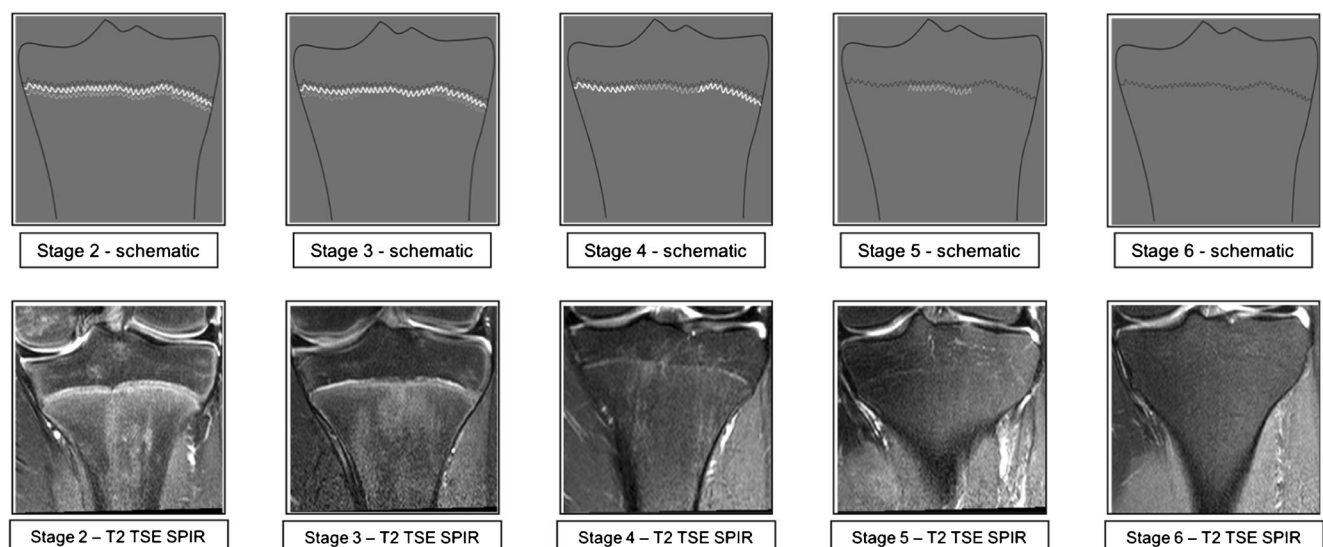 Stage 2 - schematic
Stage 3 - schematic
Stage 4 - schematic
Stage 5 - schematic
Stage 6 - schematic
Stage 2 – T2 TSE SPIR
Stage 3 – T2 TSE SPIR
Stage 4 – T2 TSE SPIR
Stage 5 – T2 TSE SPIR
Stage 6 – T2 TSE SPIR